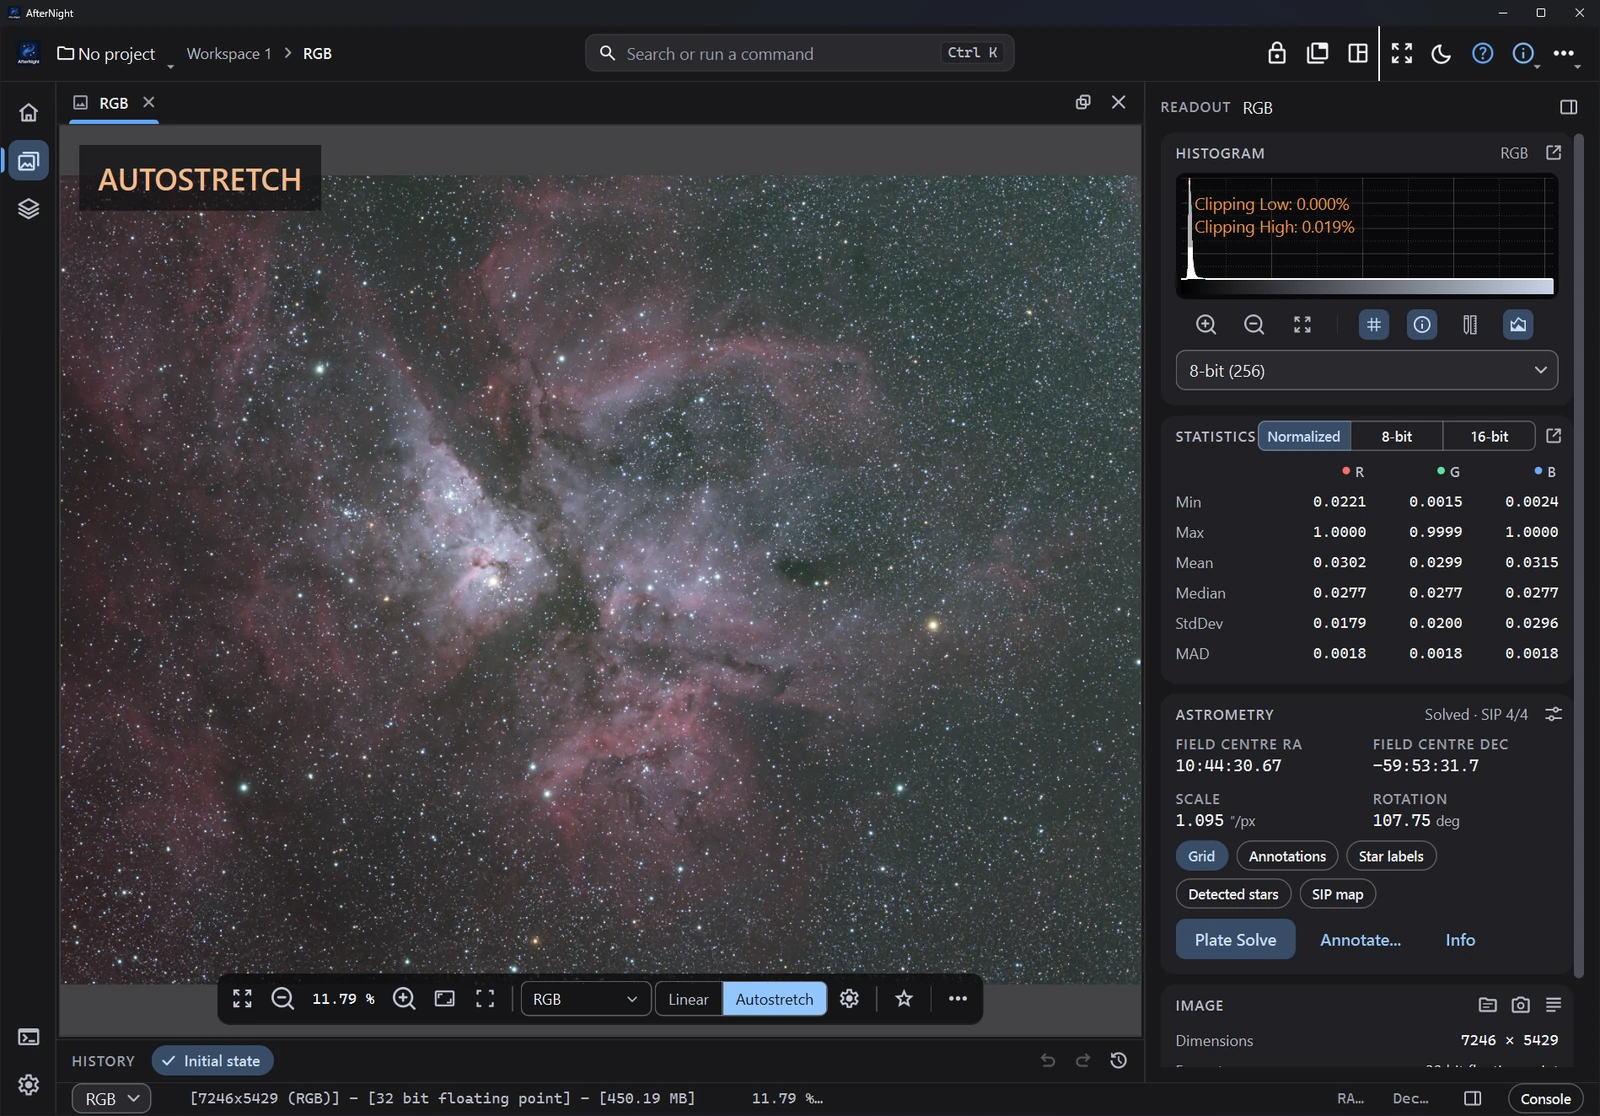 AfterNight
AfterNight
No project
Workspace 1 > RGB
Search or run a command
Ctrl K
RGB
AUTOSTRETCH
READOUT RGB
HISTOGRAM
RGB
Clipping Low: 0.000%
Clipping High: 0.019%
8-bit (256)
STATISTICS
Normalized
8-bit
16-bit
R G B
Min 0.0221 0.0015 0.0024
Max 1.0000 0.9999 1.0000
Mean 0.0302 0.0299 0.0315
Median 0.0277 0.0277 0.0277
StdDev 0.0179 0.0200 0.0296
MAD 0.0018 0.0018 0.0018
ASTROMETRY
Solved · SIP 4/4
FIELD CENTRE RA FIELD CENTRE DEC
10:44:30.67 −59:53:31.7
SCALE ROTATION
1.095 "/px 107.75 deg
Grid Annotations Star labels
Detected stars SIP map
Plate Solve Annotate... Info
IMAGE
Dimensions 7246 × 5429
11.79 %
RGB
Linear
Autostretch
HISTORY
Initial state
RGB
[7246x5429 (RGB)] − [32 bit floating point] − [450.19 MB]
11.79 %…
RA…
Dec…
Console